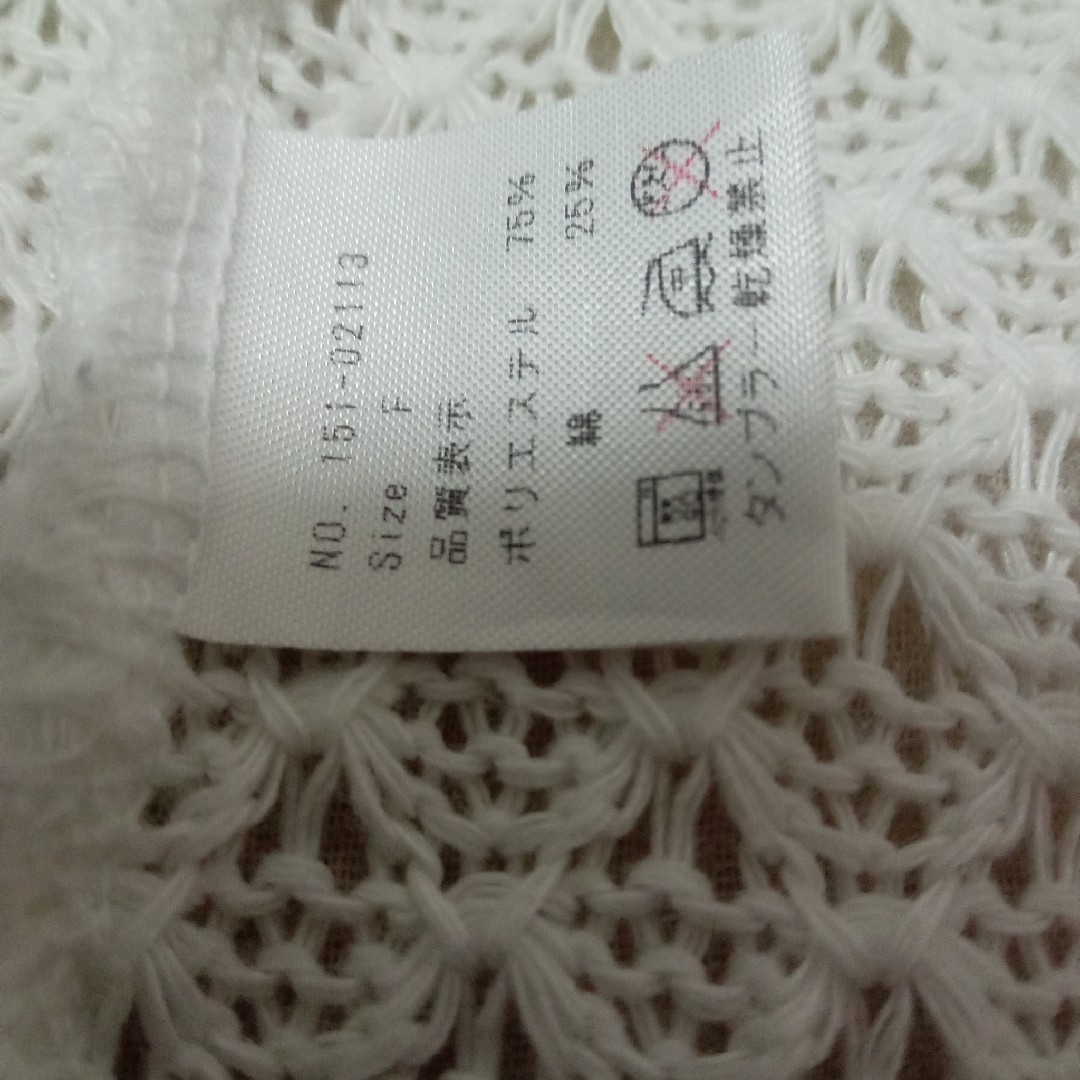 NO. 151-02113
Size F
品質表示
ポリエステル 75%
綿 25%
タンブラー乾燥禁止